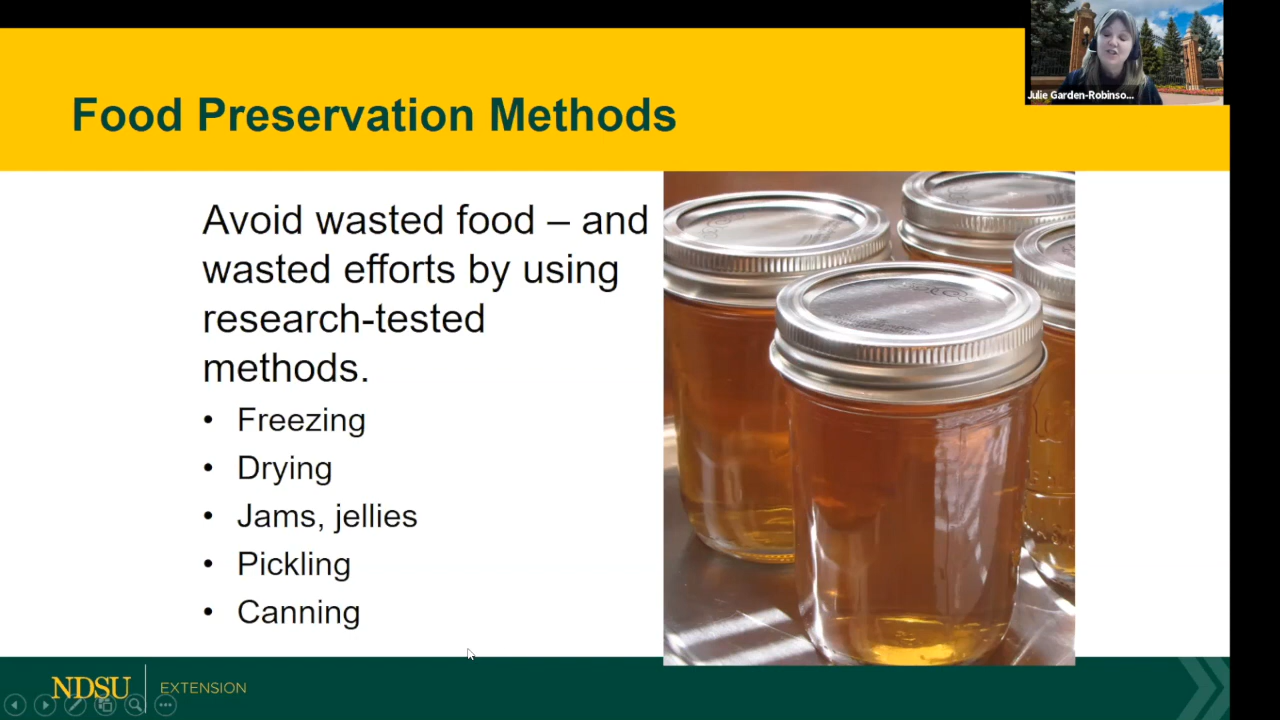 Julie Garden-Robinso...
Food Preservation Methods
Avoid wasted food – and
wasted efforts by using
research-tested
methods.
• Freezing
• Drying
• Jams, jellies
• Pickling
• Canning
NDSU EXTENSION